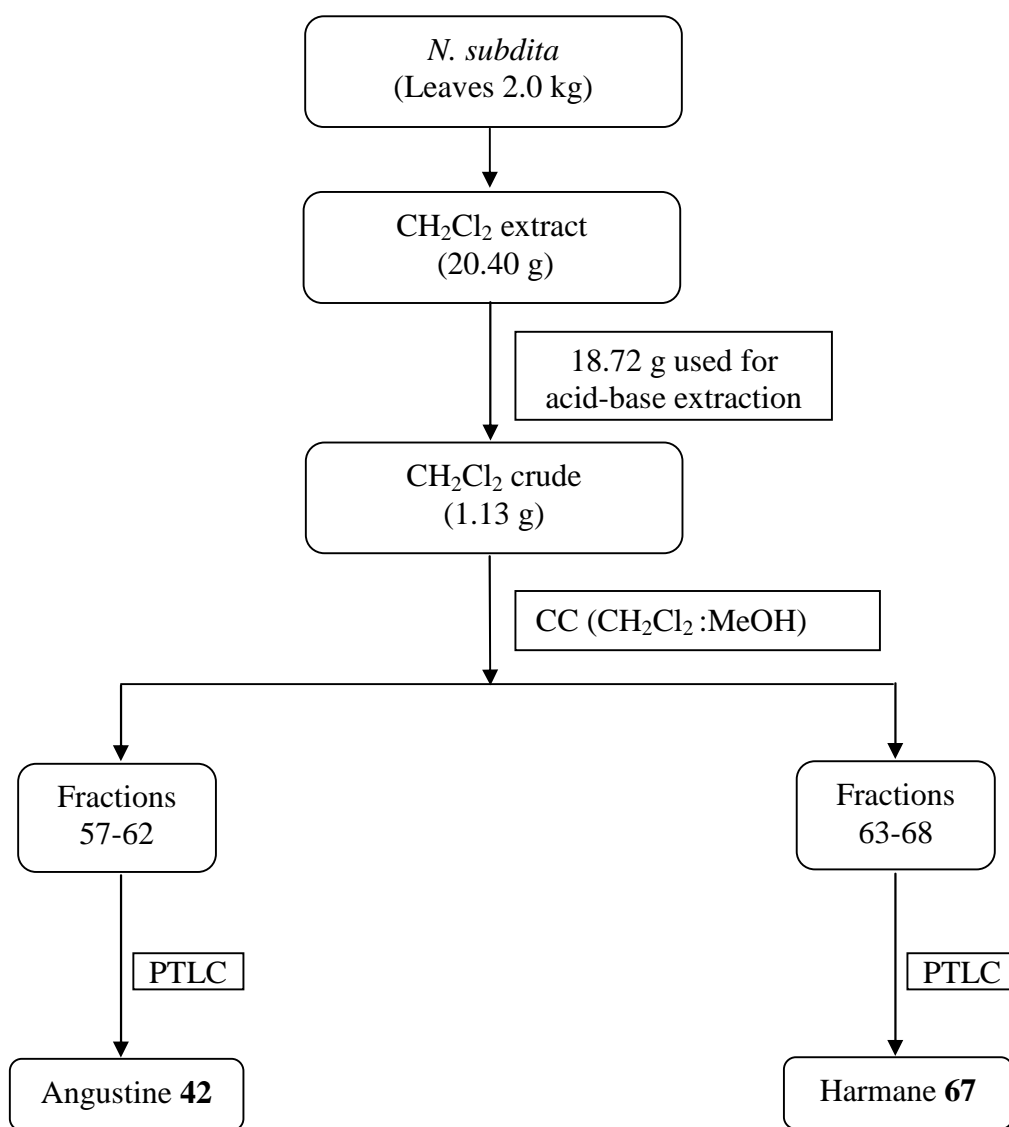 N. subdita
(Leaves 2.0 kg)
CH₂Cl₂ extract
(20.40 g)
18.72 g used for
acid-base extraction
CH₂Cl₂ crude
(1.13 g)
CC (CH₂Cl₂ :MeOH)
Fractions
57-62
Fractions
63-68
PTLC
PTLC
Angustine 42
Harmane 67